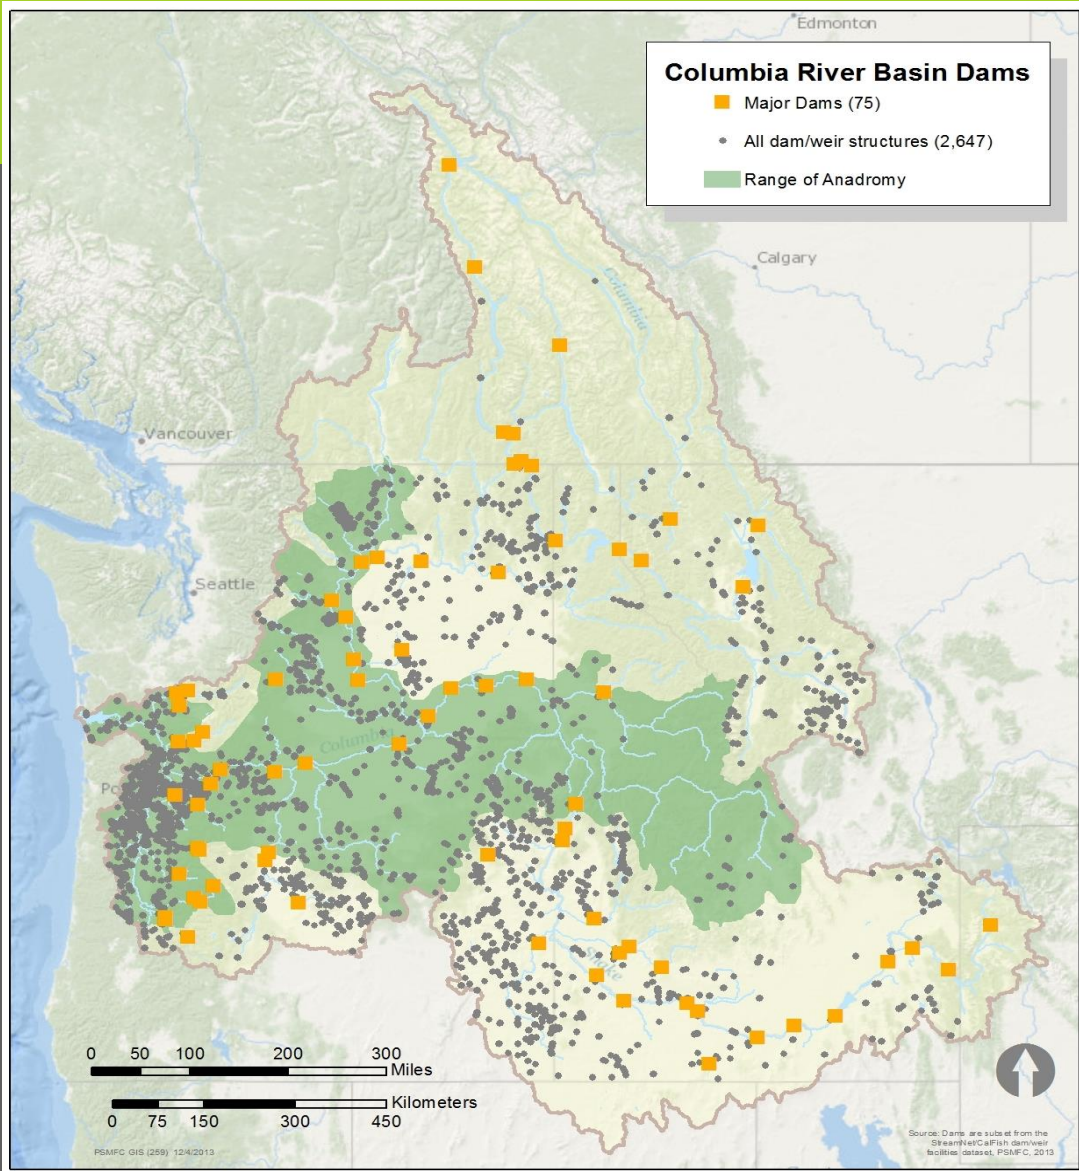 Edmonton
Columbia River Basin Dams
Major Dams (75)
All dam/weir structures (2,647)
Range of Anadromy
Calgary
Columbia
Vancouver
Seattle
Columbia
Po
Snake
0 50 100 200 300
Miles
Kilometers
0 75 150 300 450
PSMFC GIS (259) 12/4/2013
Source: Dams are subset from the
StreamNet/CalFish dam/weir
facilities dataset, PSMFC, 2013